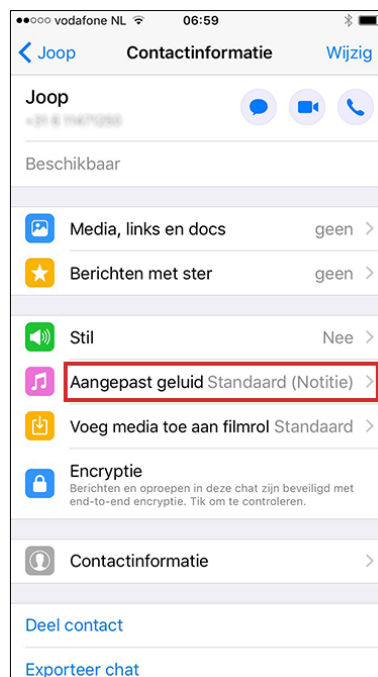 vodafone NL 06:59
Joop Contactinformatie Wijzig
Joop
Beschikbaar
Media, links en docs geen
Berichten met ster geen
Stil Nee
Aangepast geluid Standaard (Notitie)
Voeg media toe aan filmrol Standaard
Encryptie
Berichten en oproepen in deze chat zijn beveiligd met
end-to-end encryptie. Tik om te controleren.
Contactinformatie
Deel contact
Exporteer chat